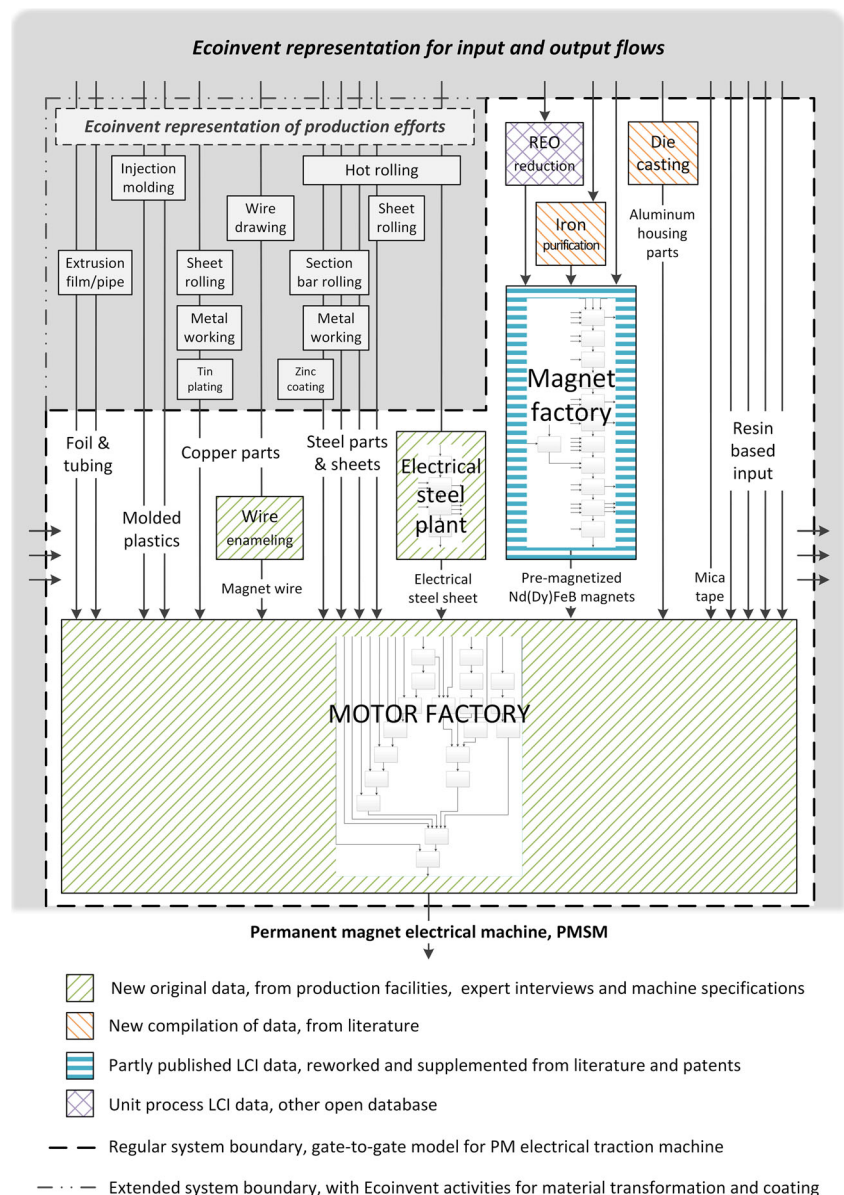 Ecoinvent representation for input and output flows
Ecoinvent representation of production efforts
Injection
molding
Hot rolling
REO
reduction
Die
casting
Wire
drawing
Sheet
rolling
Iron
purification
Aluminum
housing
parts
Extrusion
film/pipe
Sheet
rolling
Section
bar rolling
Metal
working
Metal
working
Tin
plating
Zinc
coating
Magnet
factory
Foil &
tubing
Copper parts
Steel parts
& sheets
Electrical
steel
plant
Resin
based
input
Molded
plastics
Wire
enameling
Magnet wire
Electrical
steel sheet
Pre-magnetized
Nd(Dy)FeB magnets
Mica
tape
MOTOR FACTORY
Permanent magnet electrical machine, PMSM
New original data, from production facilities, expert interviews and machine specifications
New compilation of data, from literature
Partly published LCI data, reworked and supplemented from literature and patents
Unit process LCI data, other open database
Regular system boundary, gate-to-gate model for PM electrical traction machine
Extended system boundary, with Ecoinvent activities for material transformation and coating